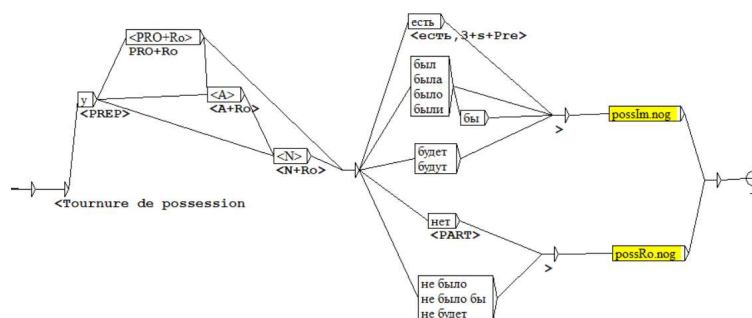 <PRO+Ro>
PRO+Ro
у
<PREP>
<A>
<A+Ro>
<N>
<N+Ro>
<Tournure de possession
есть
<есть,3+s+Pre>
был
была
было
были
бы
будет
будут
>
possIm.nog
нет
<PART>
не было
не было бы
не будет
>
possRo.nog